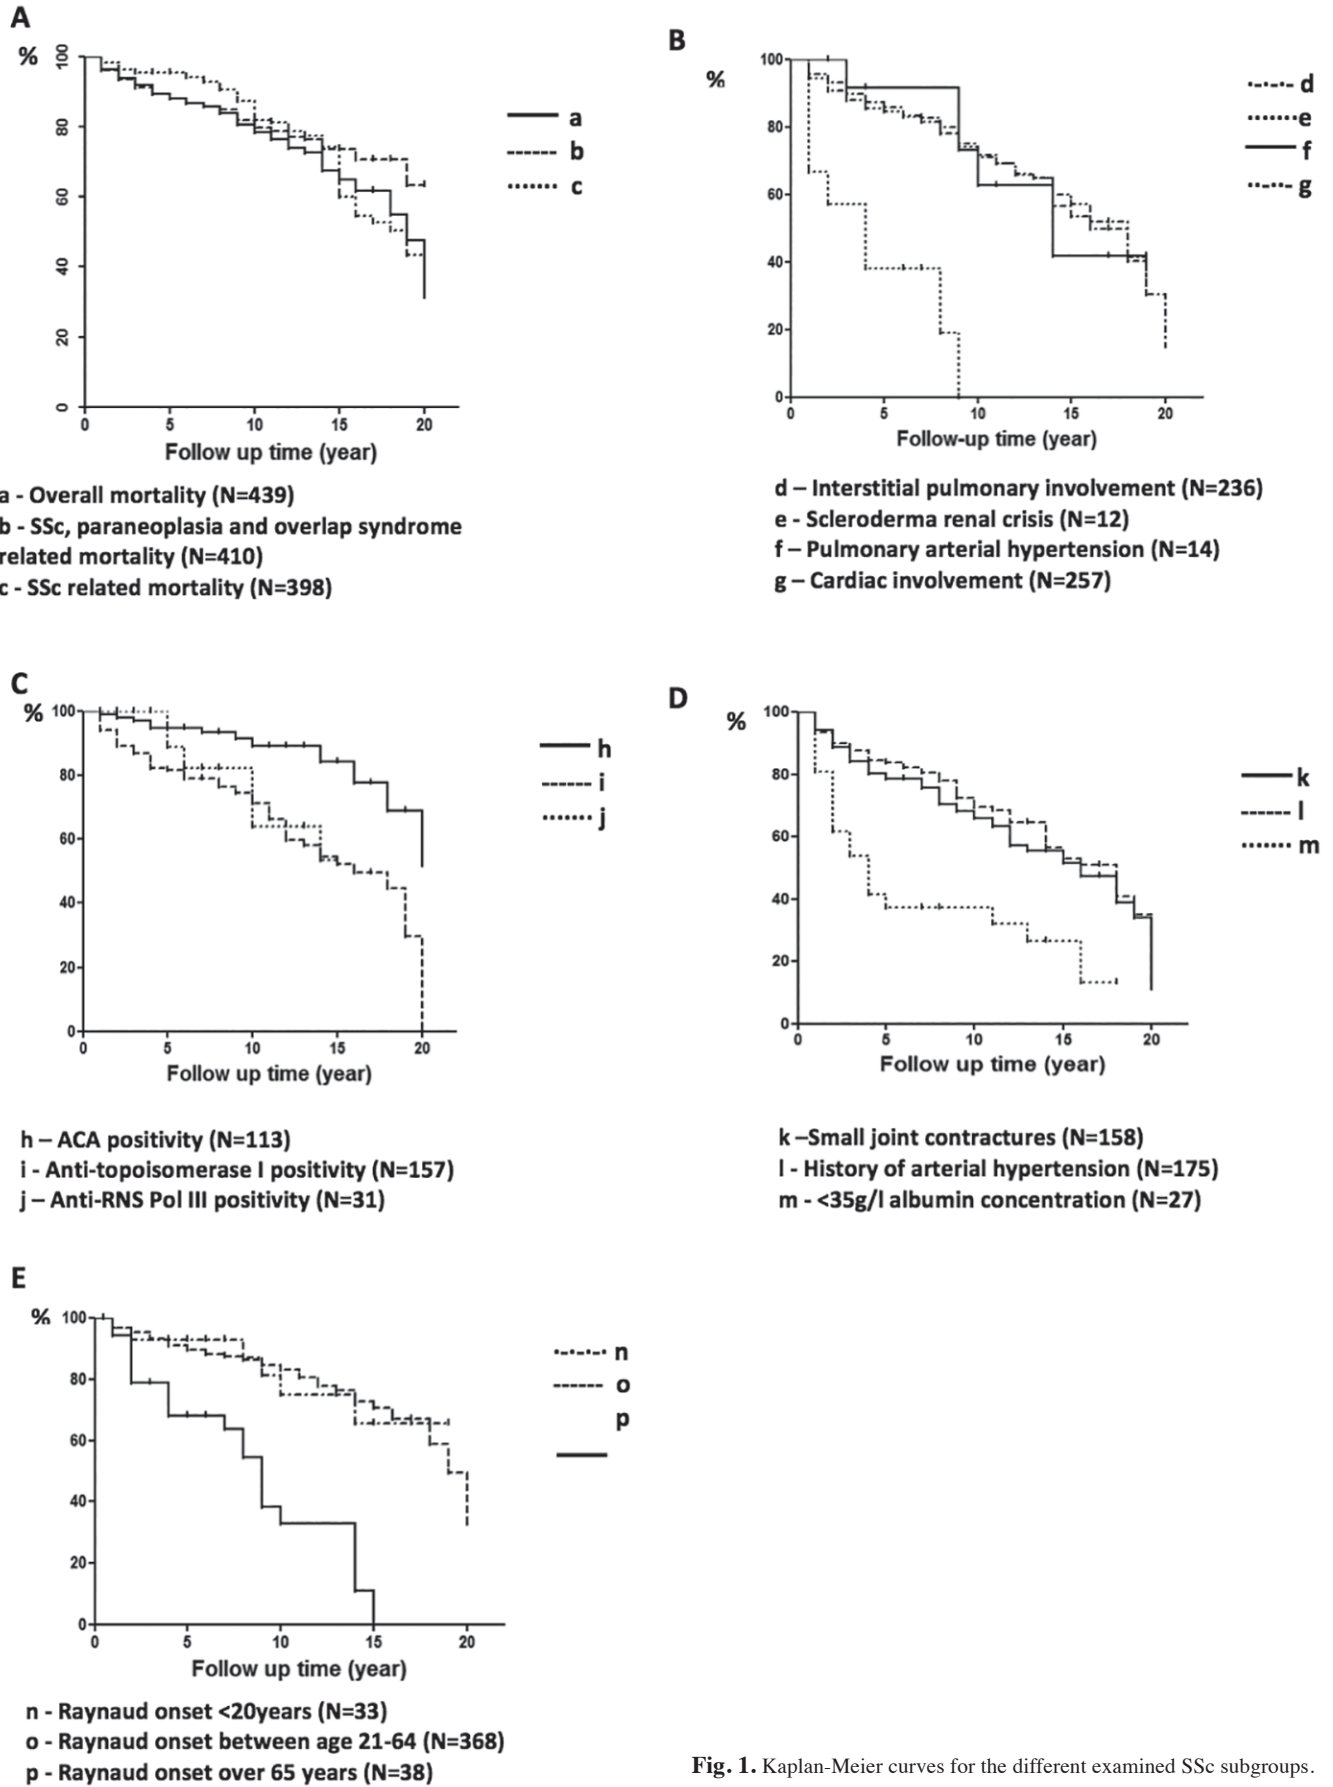 A
%
100
80
60
40
20
0
0 5 10 15 20
Follow up time (year)
a
b
c
a - Overall mortality (N=439)
b - SSc, paraneoplasia and overlap syndrome
related mortality (N=410)
c - SSc related mortality (N=398)
B
%
100
80
60
40
20
0
0 5 10 15 20
Follow-up time (year)
d
e
f
g
d – Interstitial pulmonary involvement (N=236)
e - Scleroderma renal crisis (N=12)
f – Pulmonary arterial hypertension (N=14)
g – Cardiac involvement (N=257)
C
%
100
80
60
40
20
0
0 5 10 15 20
Follow up time (year)
h
i
j
h – ACA positivity (N=113)
i - Anti-topoisomerase I positivity (N=157)
j – Anti-RNS Pol III positivity (N=31)
D
%
100
80
60
40
20
0
0 5 10 15 20
Follow up time (year)
k
l
m
k –Small joint contractures (N=158)
l - History of arterial hypertension (N=175)
m - <35g/l albumin concentration (N=27)
E
%
100
80
60
40
20
0
0 5 10 15 20
Follow up time (year)
n
o
p
n - Raynaud onset <20years (N=33)
o - Raynaud onset between age 21-64 (N=368)
p - Raynaud onset over 65 years (N=38)
Fig. 1. Kaplan-Meier curves for the different examined SSc subgroups.